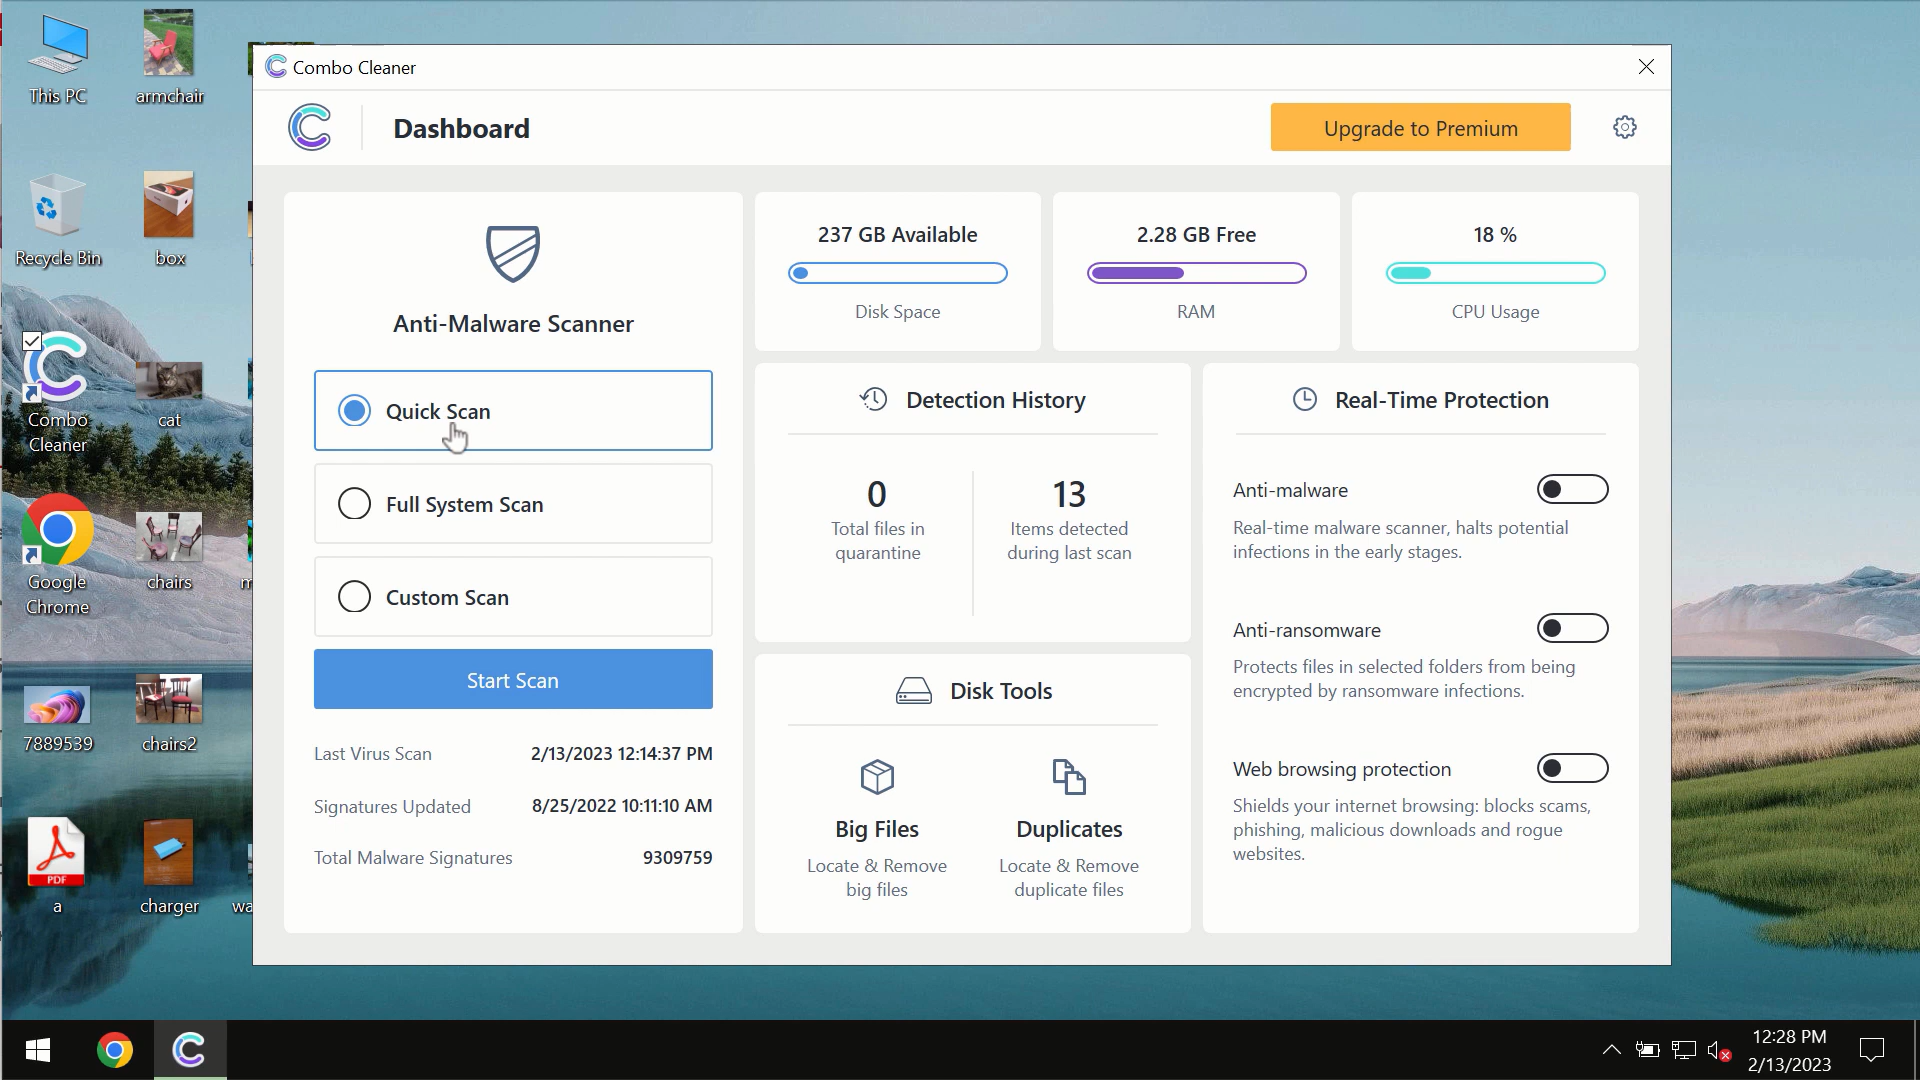 This PC
armchair
Recycle Bin
box
Combo
Cleaner
cat
Google
Chrome
chairs
7889539
chairs2
PDF
a
charger
wa
Combo Cleaner
Dashboard
Upgrade to Premium
Anti-Malware Scanner
Quick Scan
Full System Scan
Custom Scan
Start Scan
Last Virus Scan 2/13/2023 12:14:37 PM
Signatures Updated 8/25/2022 10:11:10 AM
Total Malware Signatures 9309759
237 GB Available
Disk Space
2.28 GB Free
RAM
18 %
CPU Usage
Detection History
0
Total files in
quarantine
13
Items detected
during last scan
Disk Tools
Big Files
Locate & Remove
big files
Duplicates
Locate & Remove
duplicate files
Real-Time Protection
Anti-malware
Real-time malware scanner, halts potential
infections in the early stages.
Anti-ransomware
Protects files in selected folders from being
encrypted by ransomware infections.
Web browsing protection
Shields your internet browsing: blocks scams,
phishing, malicious downloads and rogue
websites.
12:28 PM
2/13/2023